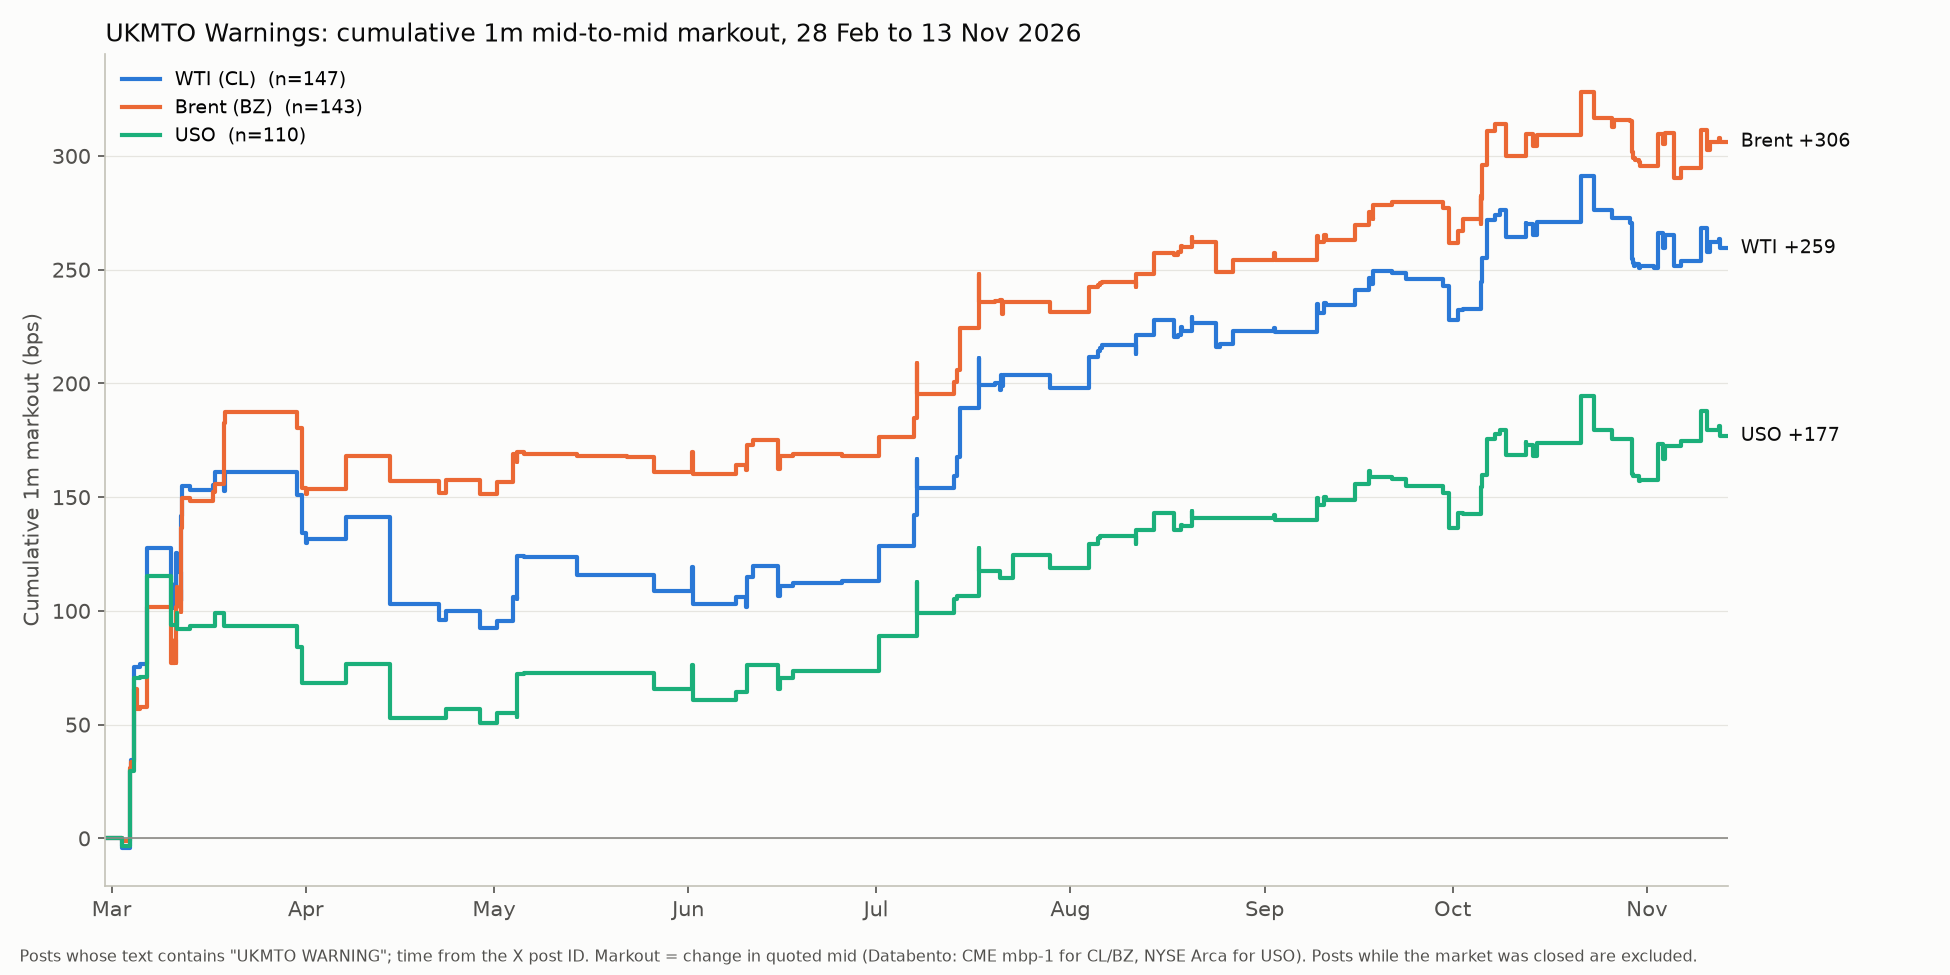 UKMTO Warnings: cumulative 1m mid-to-mid markout, 28 Feb to 13 Nov 2026
WTI (CL) (n=147)
Brent (BZ) (n=143)
USO (n=110)
Cumulative 1m markout (bps)
300
250
200
150
100
50
0
Brent +306
WTI +259
USO +177
Mar Apr May Jun Jul Aug Sep Oct Nov
Posts whose text contains "UKMTO WARNING"; time from the X post ID. Markout = change in quoted mid (Databento: CME mbp-1 for CL/BZ, NYSE Arca for USO). Posts while the market was closed are excluded.